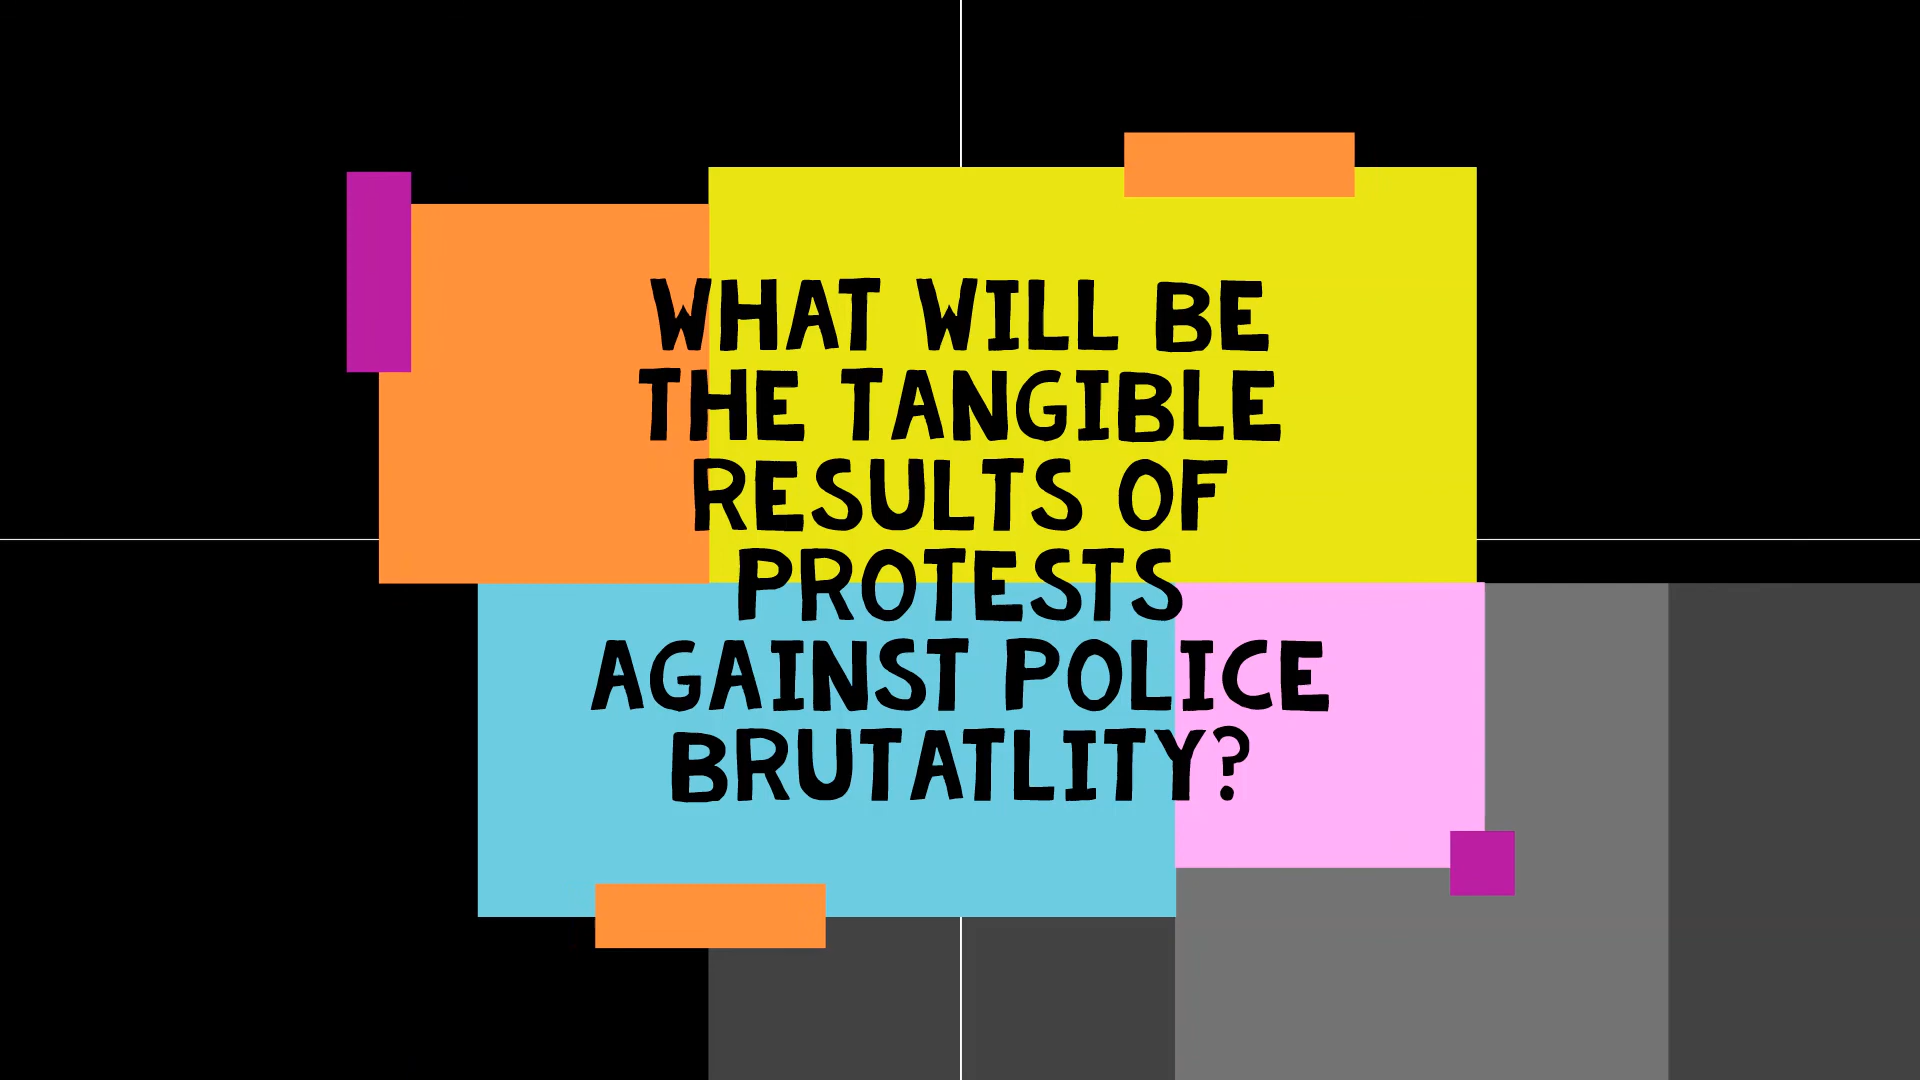 WHAT WILL BE
THE TANGIBLE
RESULTS OF
PROTESTS
AGAINST POLICE
BRUTATLITY?